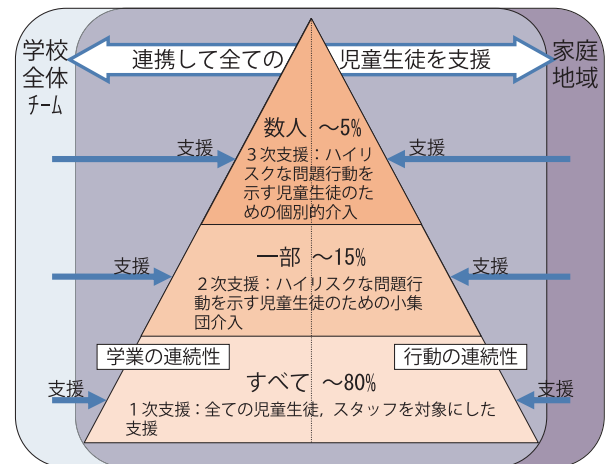 学校
全体
チーム
連携して全ての 児童生徒を支援
家庭
地域
数人 ～5%
支援
支援
3次支援：ハイリ
スクな問題行動を
示す児童生徒のた
めの個別的介入
一部 ～15%
支援
支援
2次支援：ハイリスクな問題行
動を示す児童生徒のための小集
団介入
学業の連続性
行動の連続性
すべて ～80%
支援
支援
1次支援：全ての児童生徒，スタッフを対象にした
支援